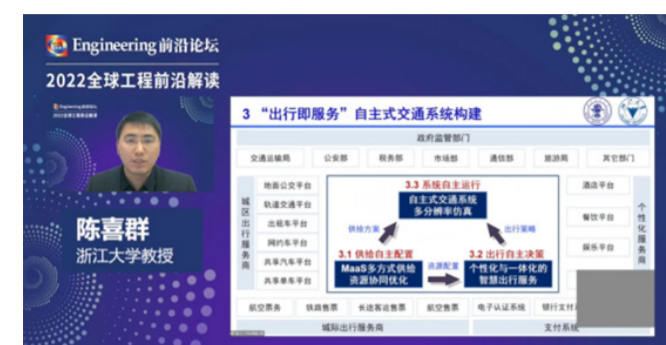 Engineering前沿论坛
2022全球工程前沿解读
陈喜群
浙江大学教授
3 “出行即服务”自主式交通系统构建
政府监管部门
交通运输局 公安部 税务部 市场部 通信部 旅游局 其它部门
城区出行服务商
地面公交平台
轨道交通平台
出租车平台
网约车平台
共享汽车平台
共享单车平台
3.3 系统自主运行
自主式交通系统
多分辨率仿真
供给方案
出行策略
3.1 供给自主配置
MaaS多方式供给
资源协同优化
资源配置
3.2 出行自主决策
个性化与一体化的
智慧出行服务
酒店平台
餐饮平台
娱乐平台
个性化服务商
航空票务 铁路售票 长途客运售票 航空售票 电子认证系统 银行支付
城际出行服务商
支付系统